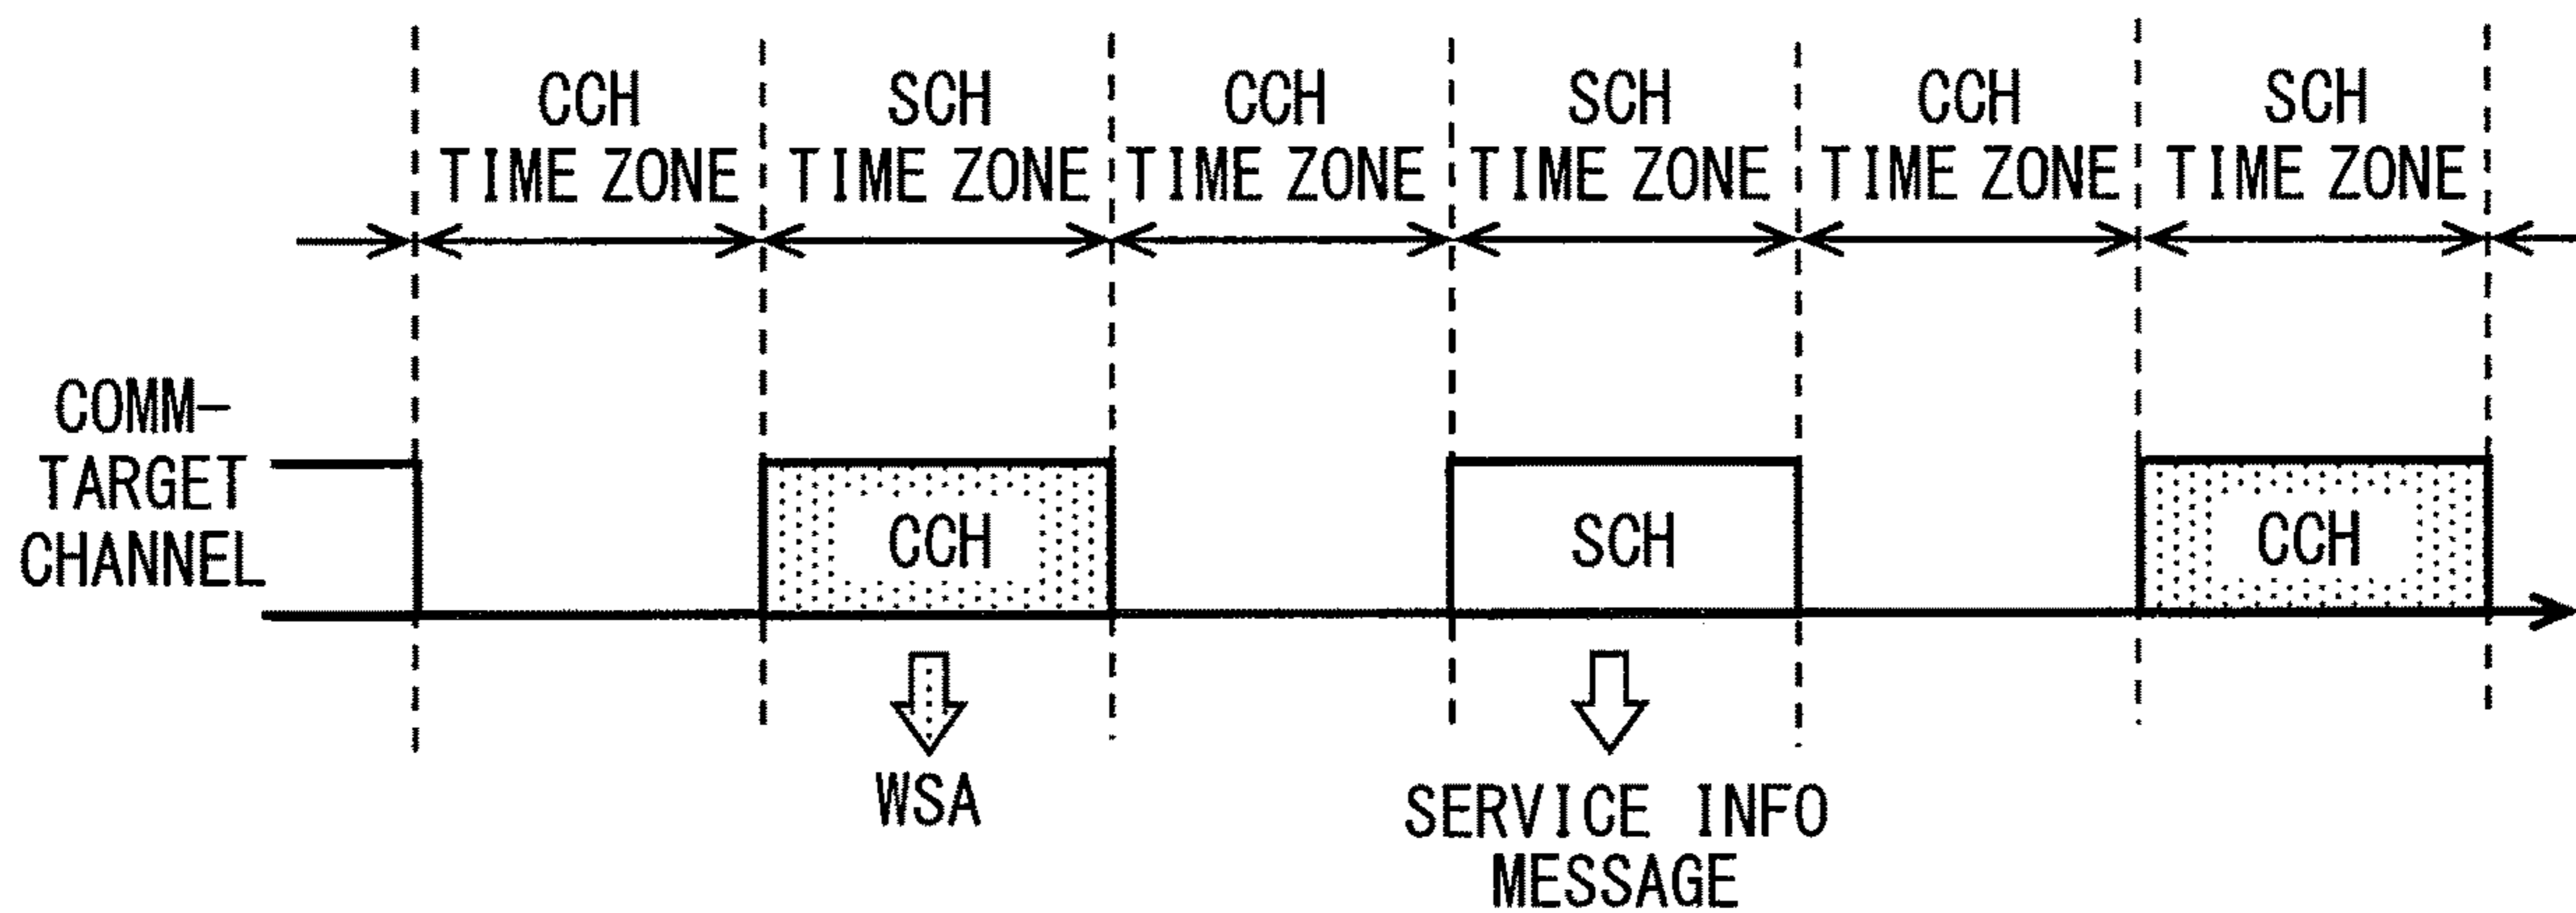 CCH
TIME ZONE
SCH
TIME ZONE
CCH
TIME ZONE
SCH
TIME ZONE
CCH
TIME ZONE
SCH
TIME ZONE
COMM-
TARGET
CHANNEL
CCH
SCH
CCH
WSA
SERVICE INFO
MESSAGE